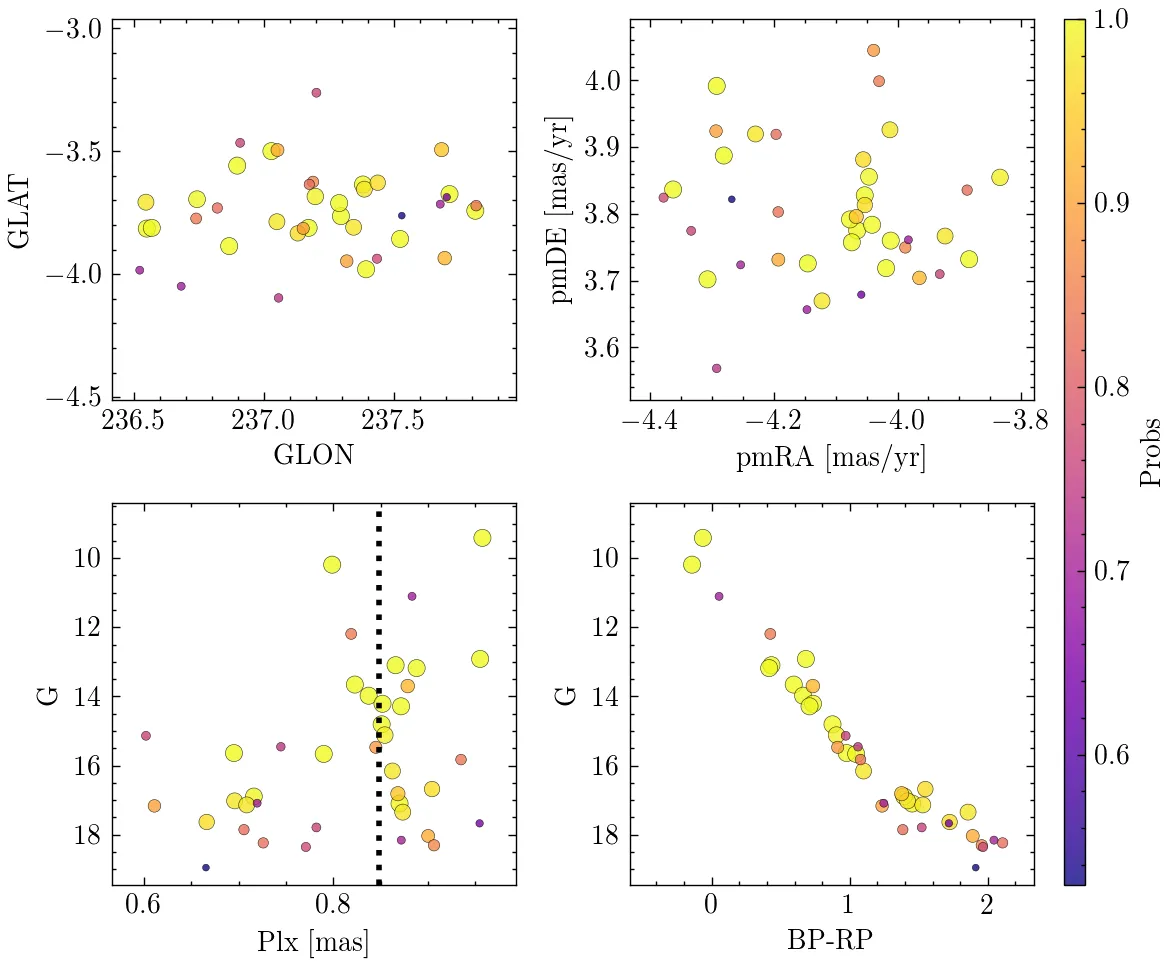 −3.0
−3.5
−4.0
−4.5
GLAT
236.5 237.0 237.5
GLON
4.0
3.9
3.8
3.7
3.6
pmDE [mas/yr]
−4.4 −4.2 −4.0 −3.8
pmRA [mas/yr]
10
12
14
16
18
G
0.6 0.8
Plx [mas]
10
12
14
16
18
G
0 1 2
BP-RP
1.0
0.9
0.8
0.7
0.6
Probs